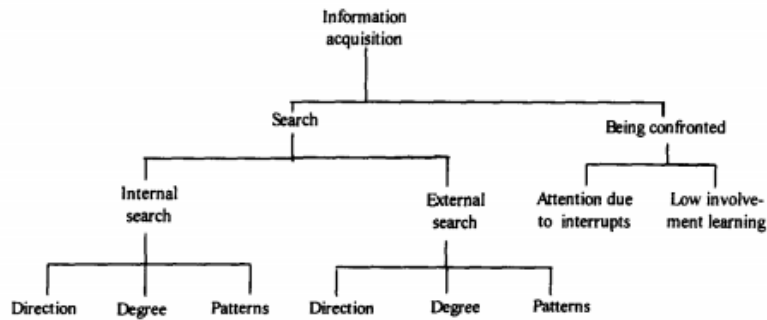 Information
acquisition
Search
Being confronted
Internal
search
External
search
Attention due
to interrupts
Low involve-
ment learning
Direction
Degree
Patterns
Direction
Degree
Patterns